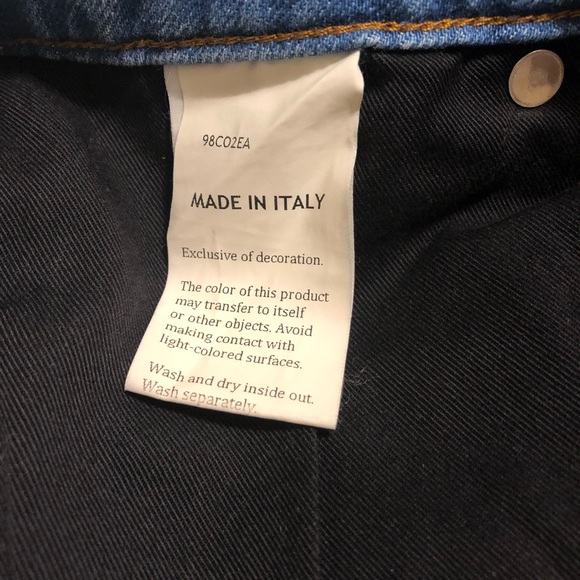 98CO2EA
MADE IN ITALY
Exclusive of decoration.
The color of this product
may transfer to itself
or other objects. Avoid
making contact with
light-colored surfaces.
Wash and dry inside out.
Wash separately.